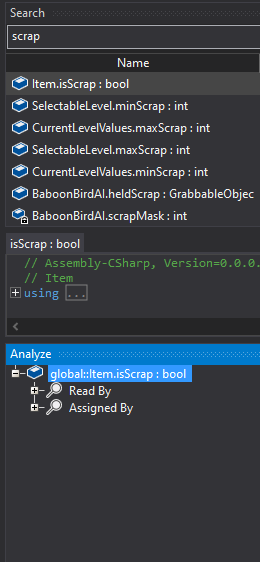 Search
scrap
Name
Item.isScrap : bool
SelectableLevel.minScrap : int
CurrentLevelValues.maxScrap : int
SelectableLevel.maxScrap : int
CurrentLevelValues.minScrap : int
BaboonBirdAI.heldScrap : GrabbableObjec
BaboonBirdAI.scrapMask : int
isScrap : bool
// Assembly-CSharp, Version=0.0.0.
// Item
using ...
Analyze
global::Item.isScrap : bool
Read By
Assigned By